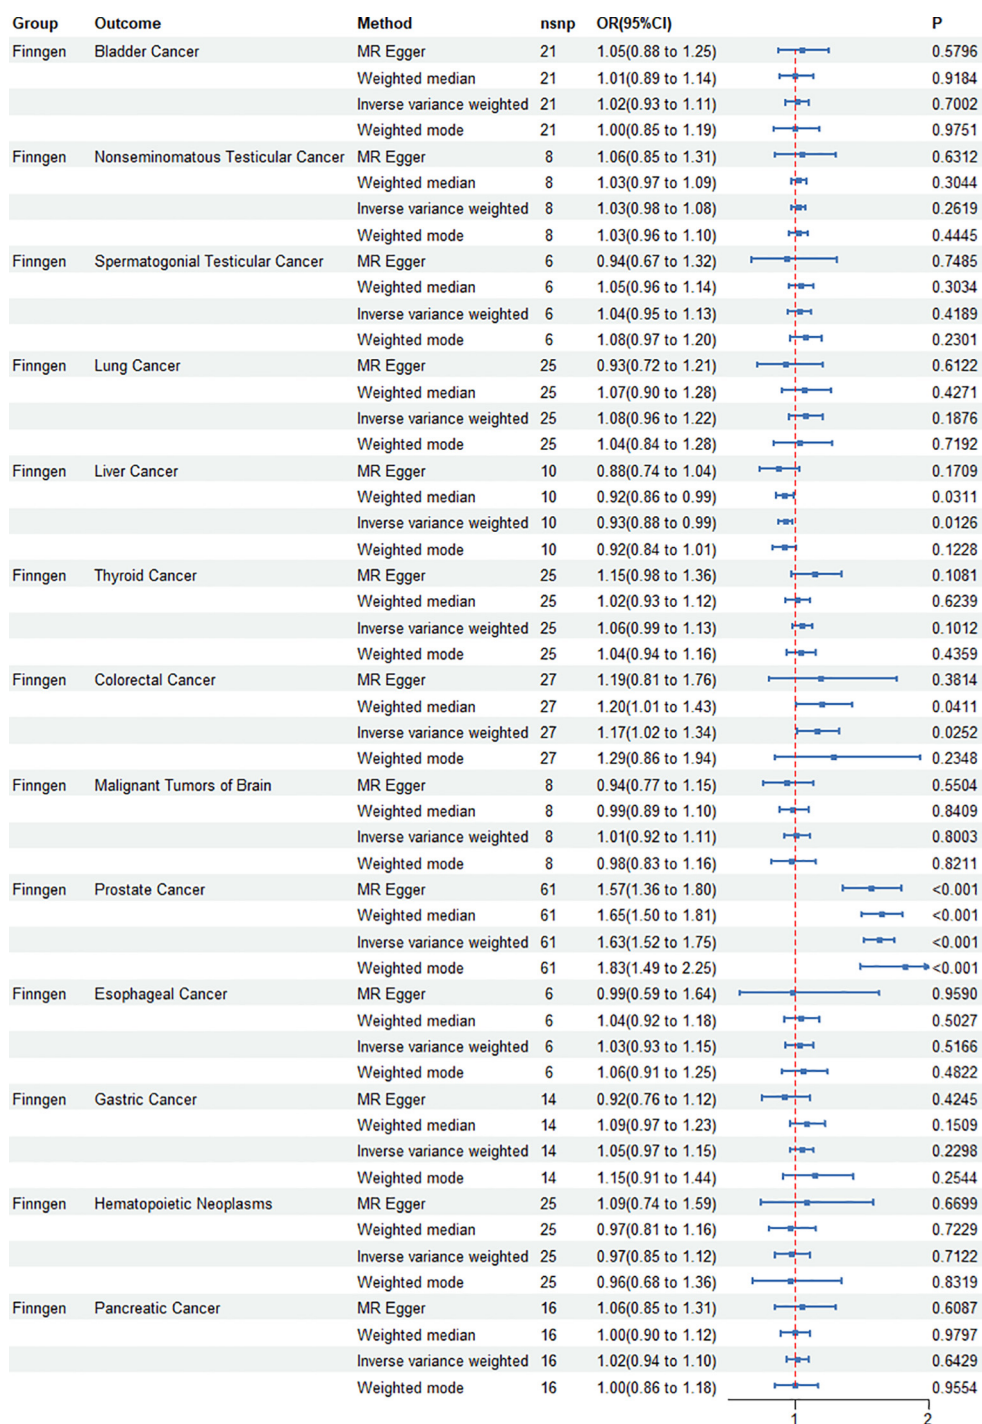 Group Outcome Method nsnp OR(95%CI) P
Finngen Bladder Cancer MR Egger 21 1.05(0.88 to 1.25) 0.5796
Weighted median 21 1.01(0.89 to 1.14) 0.9184
Inverse variance weighted 21 1.02(0.93 to 1.11) 0.7002
Weighted mode 21 1.00(0.85 to 1.19) 0.9751
Finngen Nonseminomatous Testicular Cancer MR Egger 8 1.06(0.85 to 1.31) 0.6312
Weighted median 8 1.03(0.97 to 1.09) 0.3044
Inverse variance weighted 8 1.03(0.98 to 1.08) 0.2619
Weighted mode 8 1.03(0.96 to 1.10) 0.4445
Finngen Spermatogonial Testicular Cancer MR Egger 6 0.94(0.67 to 1.32) 0.7485
Weighted median 6 1.05(0.96 to 1.14) 0.3034
Inverse variance weighted 6 1.04(0.95 to 1.13) 0.4189
Weighted mode 6 1.08(0.97 to 1.20) 0.2301
Finngen Lung Cancer MR Egger 25 0.93(0.72 to 1.21) 0.6122
Weighted median 25 1.07(0.90 to 1.28) 0.4271
Inverse variance weighted 25 1.08(0.96 to 1.22) 0.1876
Weighted mode 25 1.04(0.84 to 1.28) 0.7192
Finngen Liver Cancer MR Egger 10 0.88(0.74 to 1.04) 0.1709
Weighted median 10 0.92(0.86 to 0.99) 0.0311
Inverse variance weighted 10 0.93(0.88 to 0.99) 0.0126
Weighted mode 10 0.92(0.84 to 1.01) 0.1228
Finngen Thyroid Cancer MR Egger 25 1.15(0.98 to 1.36) 0.1081
Weighted median 25 1.02(0.93 to 1.12) 0.6239
Inverse variance weighted 25 1.06(0.99 to 1.13) 0.1012
Weighted mode 25 1.04(0.94 to 1.16) 0.4359
Finngen Colorectal Cancer MR Egger 27 1.19(0.81 to 1.76) 0.3814
Weighted median 27 1.20(1.01 to 1.43) 0.0411
Inverse variance weighted 27 1.17(1.02 to 1.34) 0.0252
Weighted mode 27 1.29(0.86 to 1.94) 0.2348
Finngen Malignant Tumors of Brain MR Egger 8 0.94(0.77 to 1.15) 0.5504
Weighted median 8 0.99(0.89 to 1.10) 0.8409
Inverse variance weighted 8 1.01(0.92 to 1.11) 0.8003
Weighted mode 8 0.98(0.83 to 1.16) 0.8211
Finngen Prostate Cancer MR Egger 61 1.57(1.36 to 1.80) <0.001
Weighted median 61 1.65(1.50 to 1.81) <0.001
Inverse variance weighted 61 1.63(1.52 to 1.75) <0.001
Weighted mode 61 1.83(1.49 to 2.25) <0.001
Finngen Esophageal Cancer MR Egger 6 0.99(0.59 to 1.64) 0.9590
Weighted median 6 1.04(0.92 to 1.18) 0.5027
Inverse variance weighted 6 1.03(0.93 to 1.15) 0.5166
Weighted mode 6 1.06(0.91 to 1.25) 0.4822
Finngen Gastric Cancer MR Egger 14 0.92(0.76 to 1.12) 0.4245
Weighted median 14 1.09(0.97 to 1.23) 0.1509
Inverse variance weighted 14 1.05(0.97 to 1.15) 0.2298
Weighted mode 14 1.15(0.91 to 1.44) 0.2544
Finngen Hematopoietic Neoplasms MR Egger 25 1.09(0.74 to 1.59) 0.6699
Weighted median 25 0.97(0.81 to 1.16) 0.7229
Inverse variance weighted 25 0.97(0.85 to 1.12) 0.7122
Weighted mode 25 0.96(0.68 to 1.36) 0.8319
Finngen Pancreatic Cancer MR Egger 16 1.06(0.85 to 1.31) 0.6087
Weighted median 16 1.00(0.90 to 1.12) 0.9797
Inverse variance weighted 16 1.02(0.94 to 1.10) 0.6429
Weighted mode 16 1.00(0.86 to 1.18) 0.9554
1 2